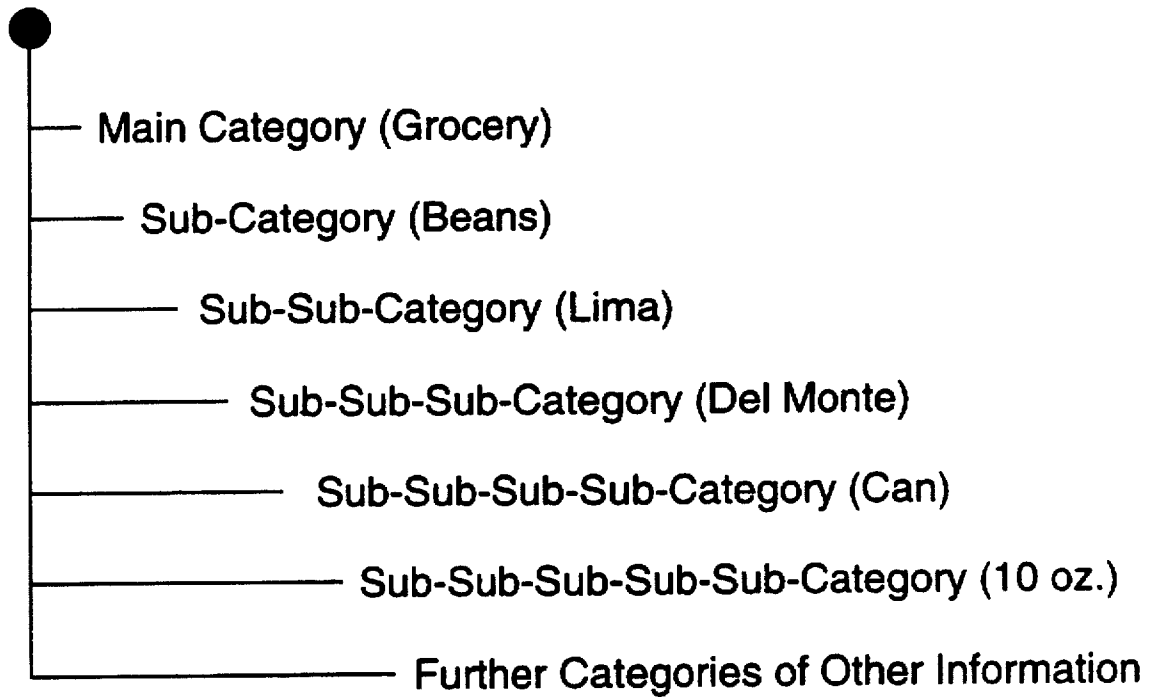 Main Category (Grocery)
Sub-Category (Beans)
Sub-Sub-Category (Lima)
Sub-Sub-Sub-Category (Del Monte)
Sub-Sub-Sub-Sub-Category (Can)
Sub-Sub-Sub-Sub-Sub-Category (10 oz.)
Further Categories of Other Information